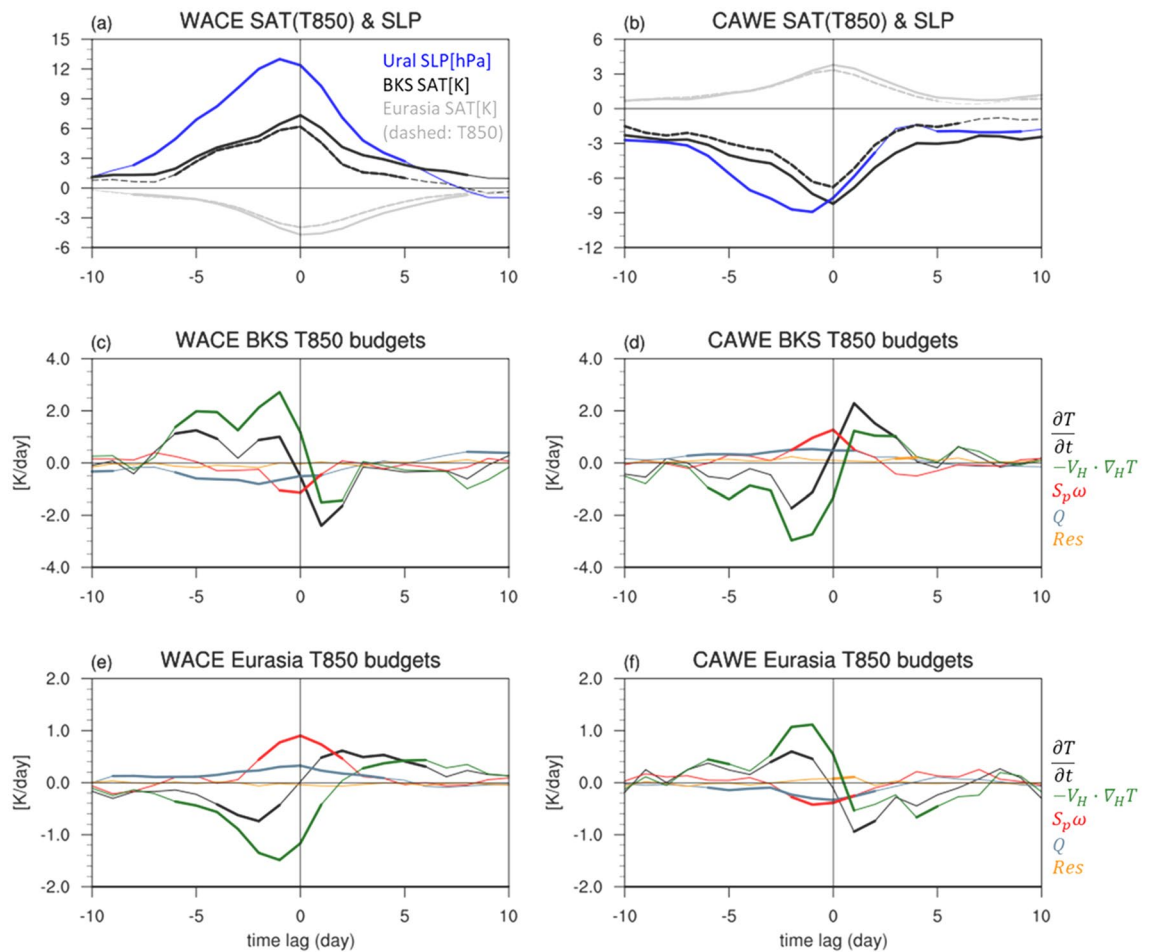 (a) WACE SAT(T850) & SLP
15
12
9
6
3
0
-3
-6
Ural SLP[hPa]
BKS SAT[K]
Eurasia SAT[K]
(dashed: T850)
-10 -5 0 5 10
(b) CAWE SAT(T850) & SLP
6
3
0
-3
-6
-9
-12
-10 -5 0 5 10
(c) WACE BKS T850 budgets
[K/day]
4.0
2.0
0.0
-2.0
-4.0
-10 -5 0 5 10
(d) CAWE BKS T850 budgets
[K/day]
4.0
2.0
0.0
-2.0
-4.0
-10 -5 0 5 10
∂T
∂t
−V_H · ∇_H T
S_p ω
Q
Res
(e) WACE Eurasia T850 budgets
[K/day]
2.0
1.0
0.0
-1.0
-2.0
-10 -5 0 5 10
time lag (day)
(f) CAWE Eurasia T850 budgets
[K/day]
2.0
1.0
0.0
-1.0
-2.0
-10 -5 0 5 10
time lag (day)
∂T
∂t
−V_H · ∇_H T
S_p ω
Q
Res